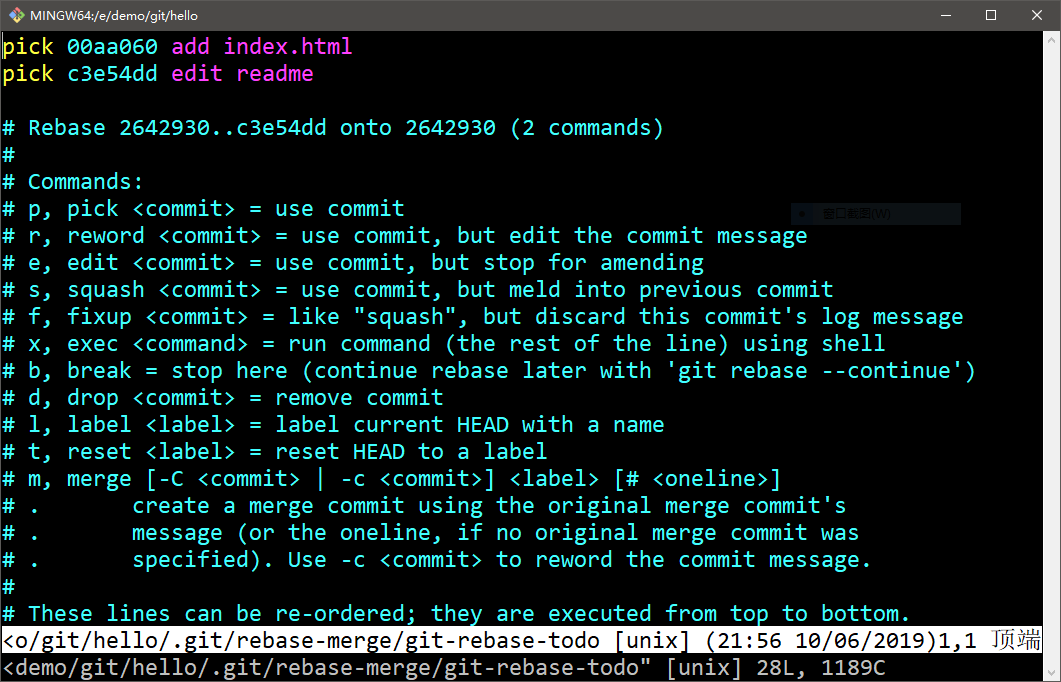 MINGW64:/e/demo/git/hello
pick 00aa060 add index.html
pick c3e54dd edit readme
# Rebase 2642930..c3e54dd onto 2642930 (2 commands)
#
# Commands:
# p, pick <commit> = use commit
窗口截图(W)
# r, reword <commit> = use commit, but edit the commit message
# e, edit <commit> = use commit, but stop for amending
# s, squash <commit> = use commit, but meld into previous commit
# f, fixup <commit> = like "squash", but discard this commit's log message
# x, exec <command> = run command (the rest of the line) using shell
# b, break = stop here (continue rebase later with 'git rebase --continue')
# d, drop <commit> = remove commit
# l, label <label> = label current HEAD with a name
# t, reset <label> = reset HEAD to a label
# m, merge [-C <commit> | -c <commit>] <label> [# <oneline>]
# .       create a merge commit using the original merge commit's
# .       message (or the oneline, if no original merge commit was
# .       specified). Use -c <commit> to reword the commit message.
#
# These lines can be re-ordered; they are executed from top to bottom.
<o/git/hello/.git/rebase-merge/git-rebase-todo [unix] (21:56 10/06/2019)1,1 顶端
<demo/git/hello/.git/rebase-merge/git-rebase-todo" [unix] 28L, 1189C